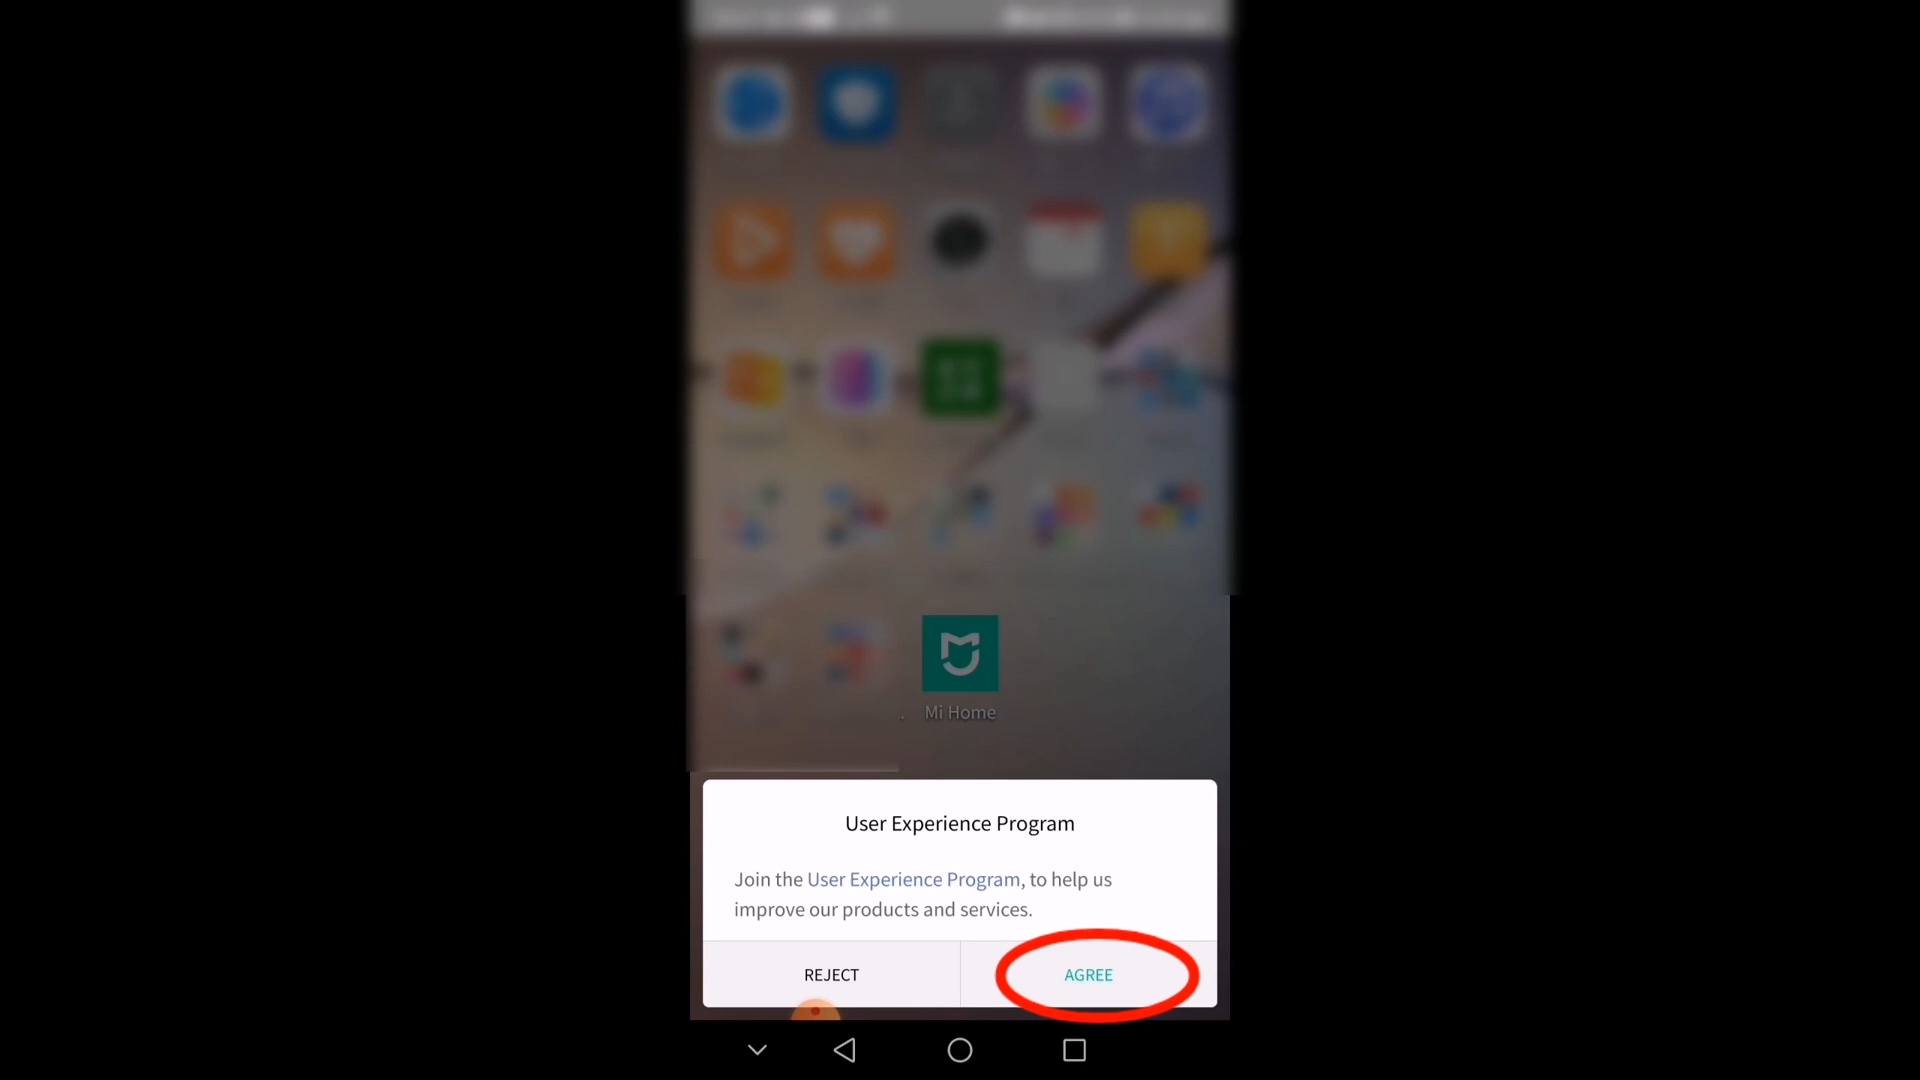 Mi Home
User Experience Program
Join the User Experience Program, to help us
improve our products and services.
REJECT
AGREE